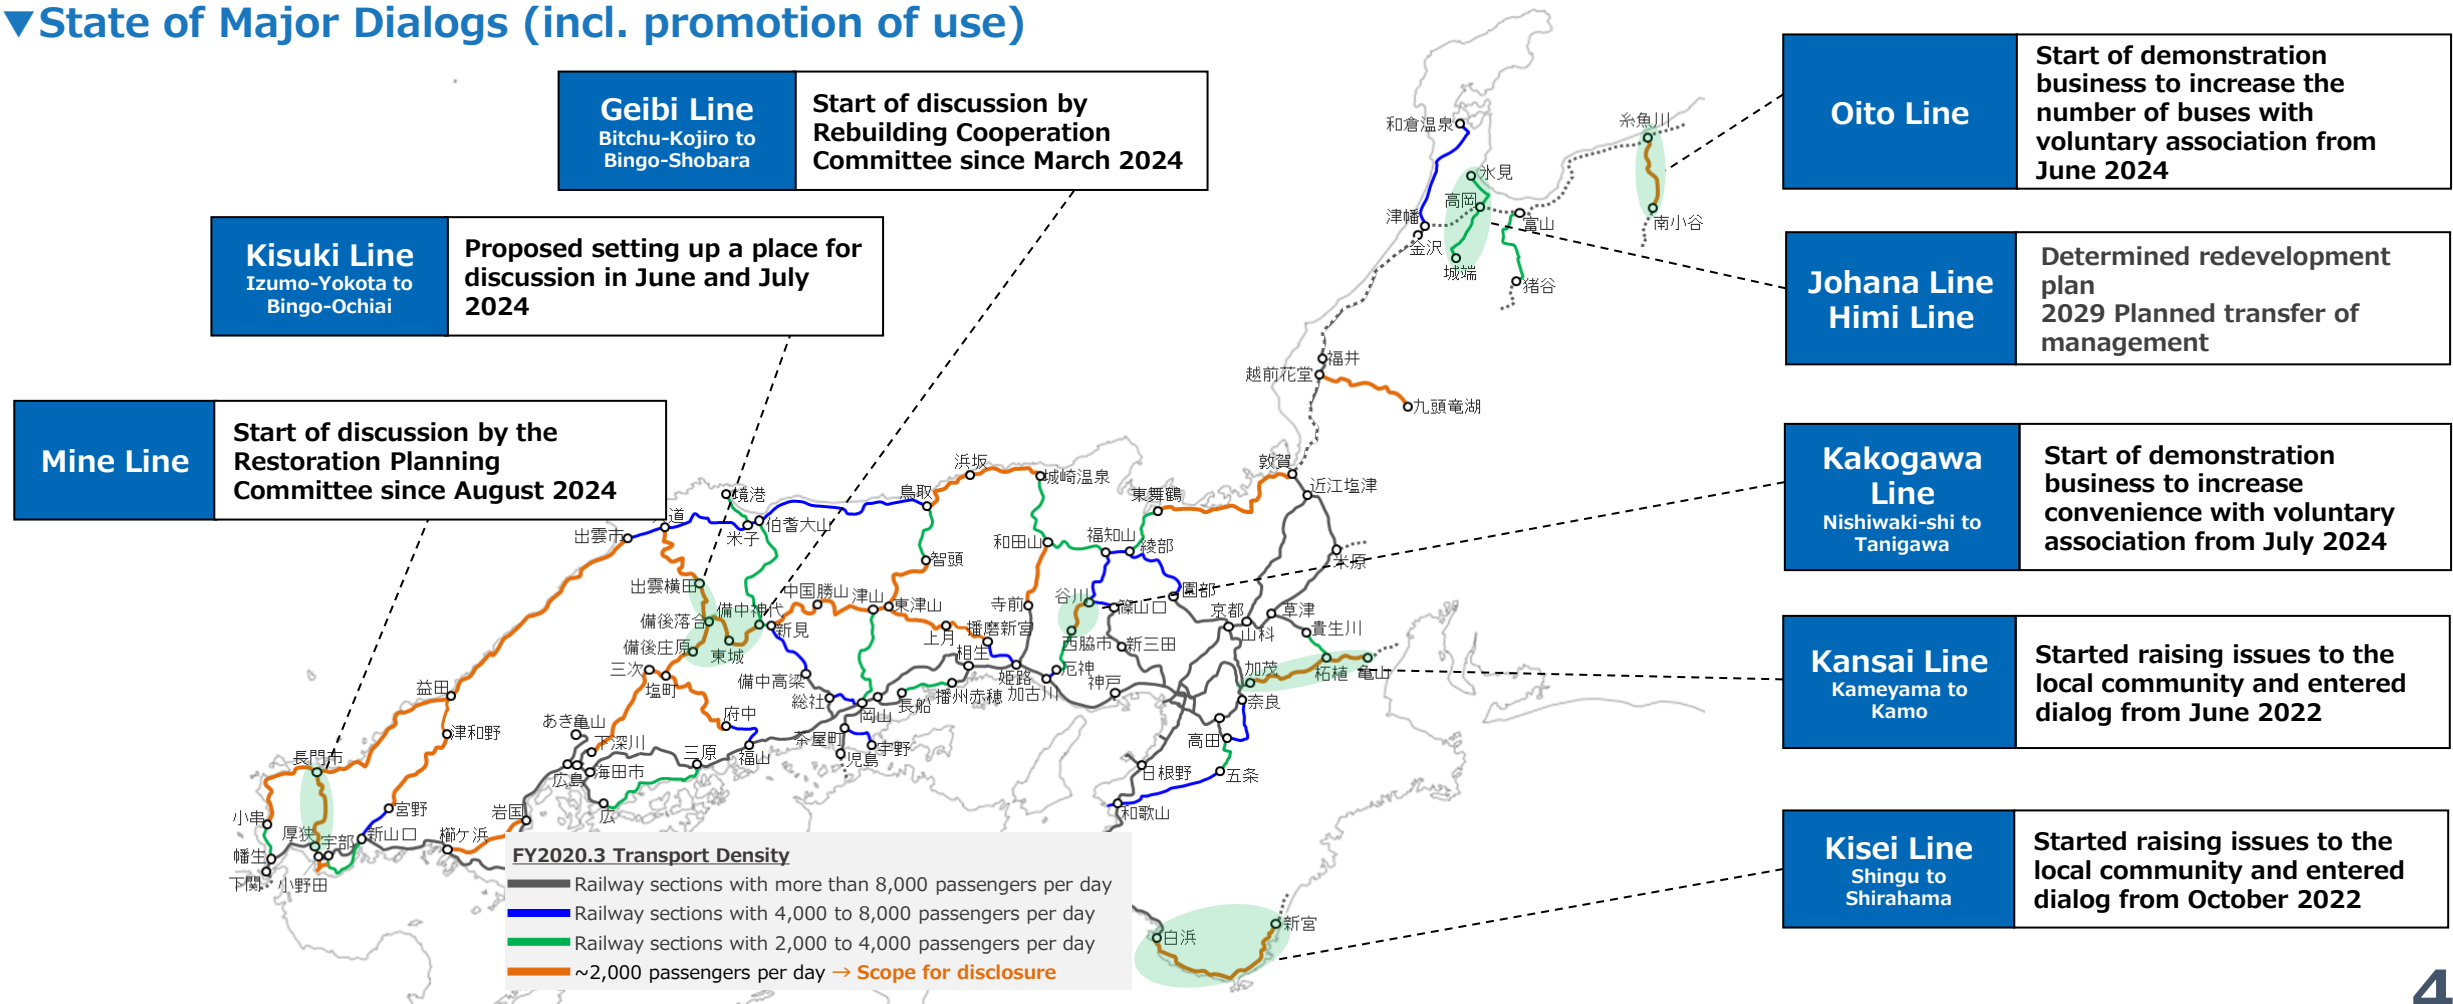 ▼State of Major Dialogs (incl. promotion of use)
Geibi Line
Bitchu-Kojiro to
Bingo-Shobara
Start of discussion by
Rebuilding Cooperation
Committee since March 2024
Kisuki Line
Izumo-Yokota to
Bingo-Ochiai
Proposed setting up a place for
discussion in June and July
2024
Mine Line
Start of discussion by the
Restoration Planning
Committee since August 2024
Oito Line
Start of demonstration
business to increase the
number of buses with
voluntary association from
June 2024
Johana Line
Himi Line
Determined redevelopment
plan
2029 Planned transfer of
management
Kakogawa
Line
Nishiwaki-shi to
Tanigawa
Start of demonstration
business to increase
convenience with voluntary
association from July 2024
Kansai Line
Kameyama to
Kamo
Started raising issues to the
local community and entered
dialog from June 2022
Kisei Line
Shingu to
Shirahama
Started raising issues to the
local community and entered
dialog from October 2022
和倉温泉
糸魚川
氷見
高岡
津幡
富山
南小谷
金沢
城端
猪谷
福井
越前花堂
九頭竜湖
敦賀
近江塩津
浜坂
城崎温泉
東舞鶴
鳥取
境港
道
伯耆大山
米子
出雲市
和田山
福知山
綾部
米原
智頭
出雲横田
中国勝山
津山
東津山
寺前
谷川
園部
篠山口
京都
草津
備中神代
備後落合
新見
上月
播磨新宮
西脇市
新三田
山科
貴生川
備後庄原
東城
相生
三次
塩町
備中高梁
姫路
加古川
厄神
神戸
加茂
柘植
亀山
益田
総社
岡山
長船
播州赤穂
奈良
津和野
あき亀山
府中
下深川
三原
福山
茶屋町
宇野
児島
高田
長門市
広島
海田市
日根野
五条
小串
宮野
岩国
広
和歌山
厚狭
宇部
新山口
櫛ケ浜
幡生
下関
小野田
白浜
新宮
FY2020.3 Transport Density
Railway sections with more than 8,000 passengers per day
Railway sections with 4,000 to 8,000 passengers per day
Railway sections with 2,000 to 4,000 passengers per day
~2,000 passengers per day → Scope for disclosure
4